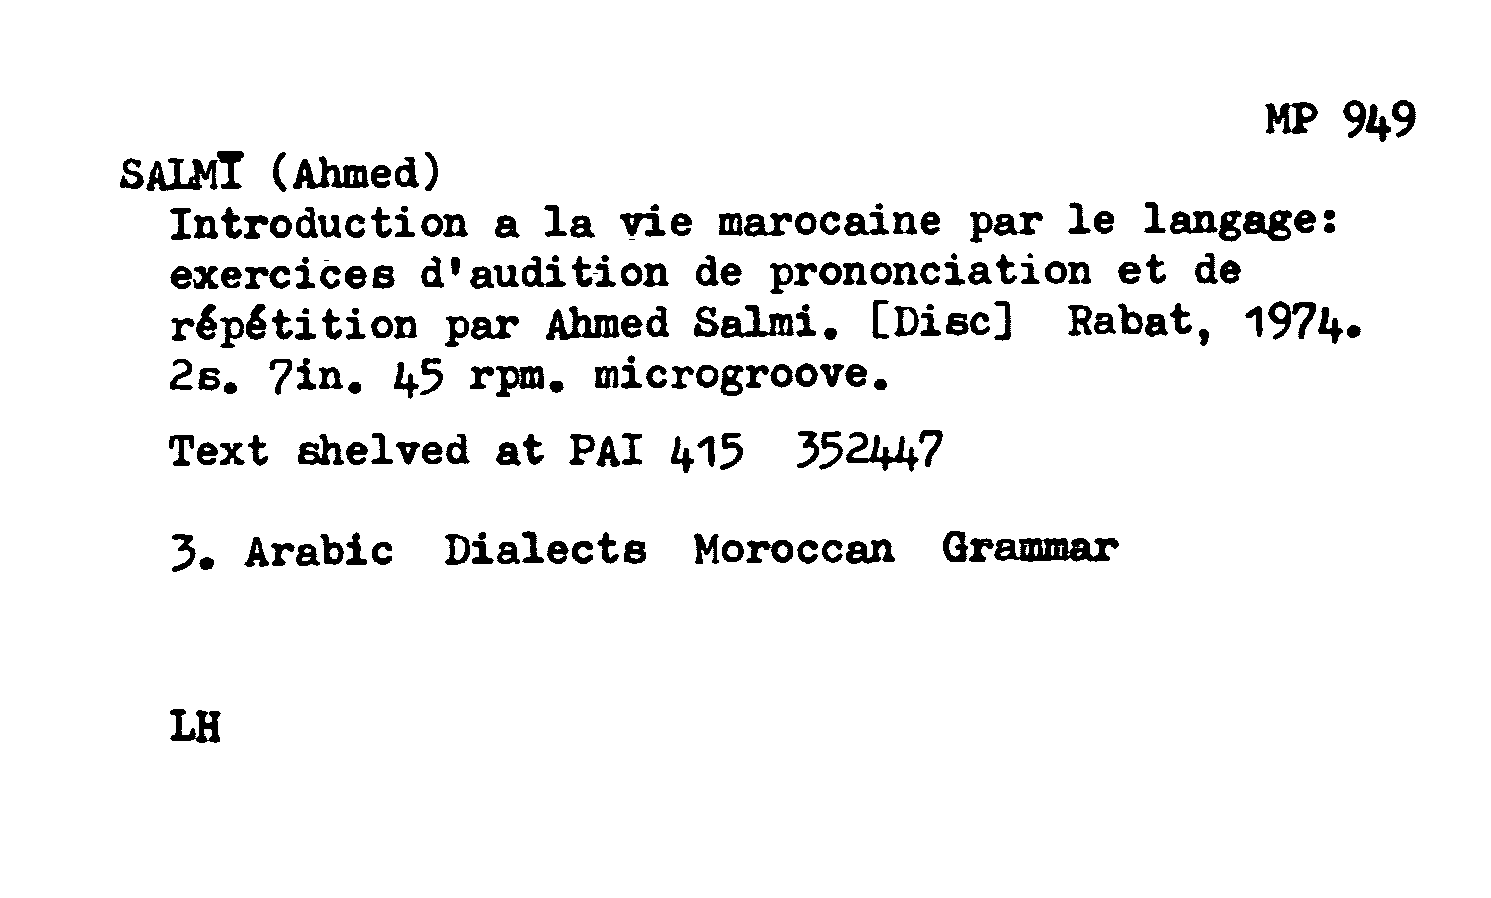 MP 949
SALMĪ (Ahmed)
Introduction a la vie marocaine par le langage:
exercices d'audition de prononciation et de
répétition par Ahmed Salmi. [Disc] Rabat, 1974.
2s. 7in. 45 rpm. microgroove.
Text shelved at PAI 415 352447
3. Arabic Dialects Moroccan Grammar
LH